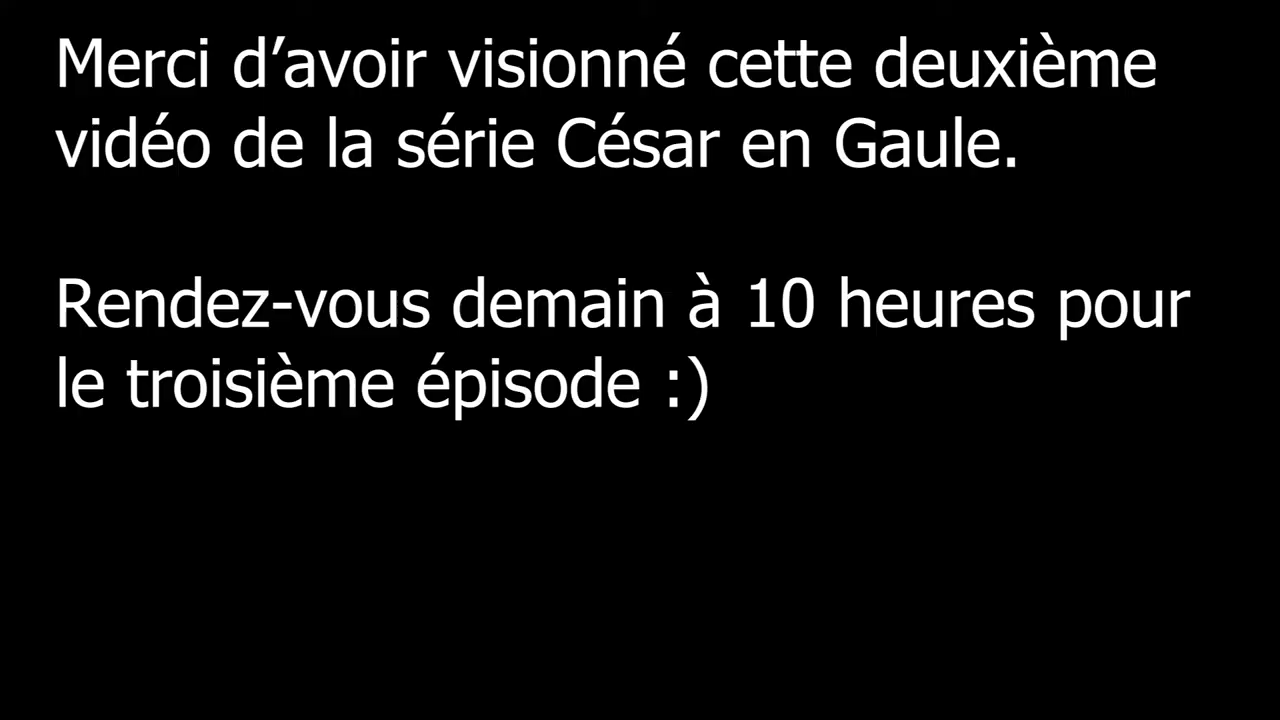 Merci d’avoir visionné cette deuxième
vidéo de la série César en Gaule.
Rendez-vous demain à 10 heures pour
le troisième épisode :)